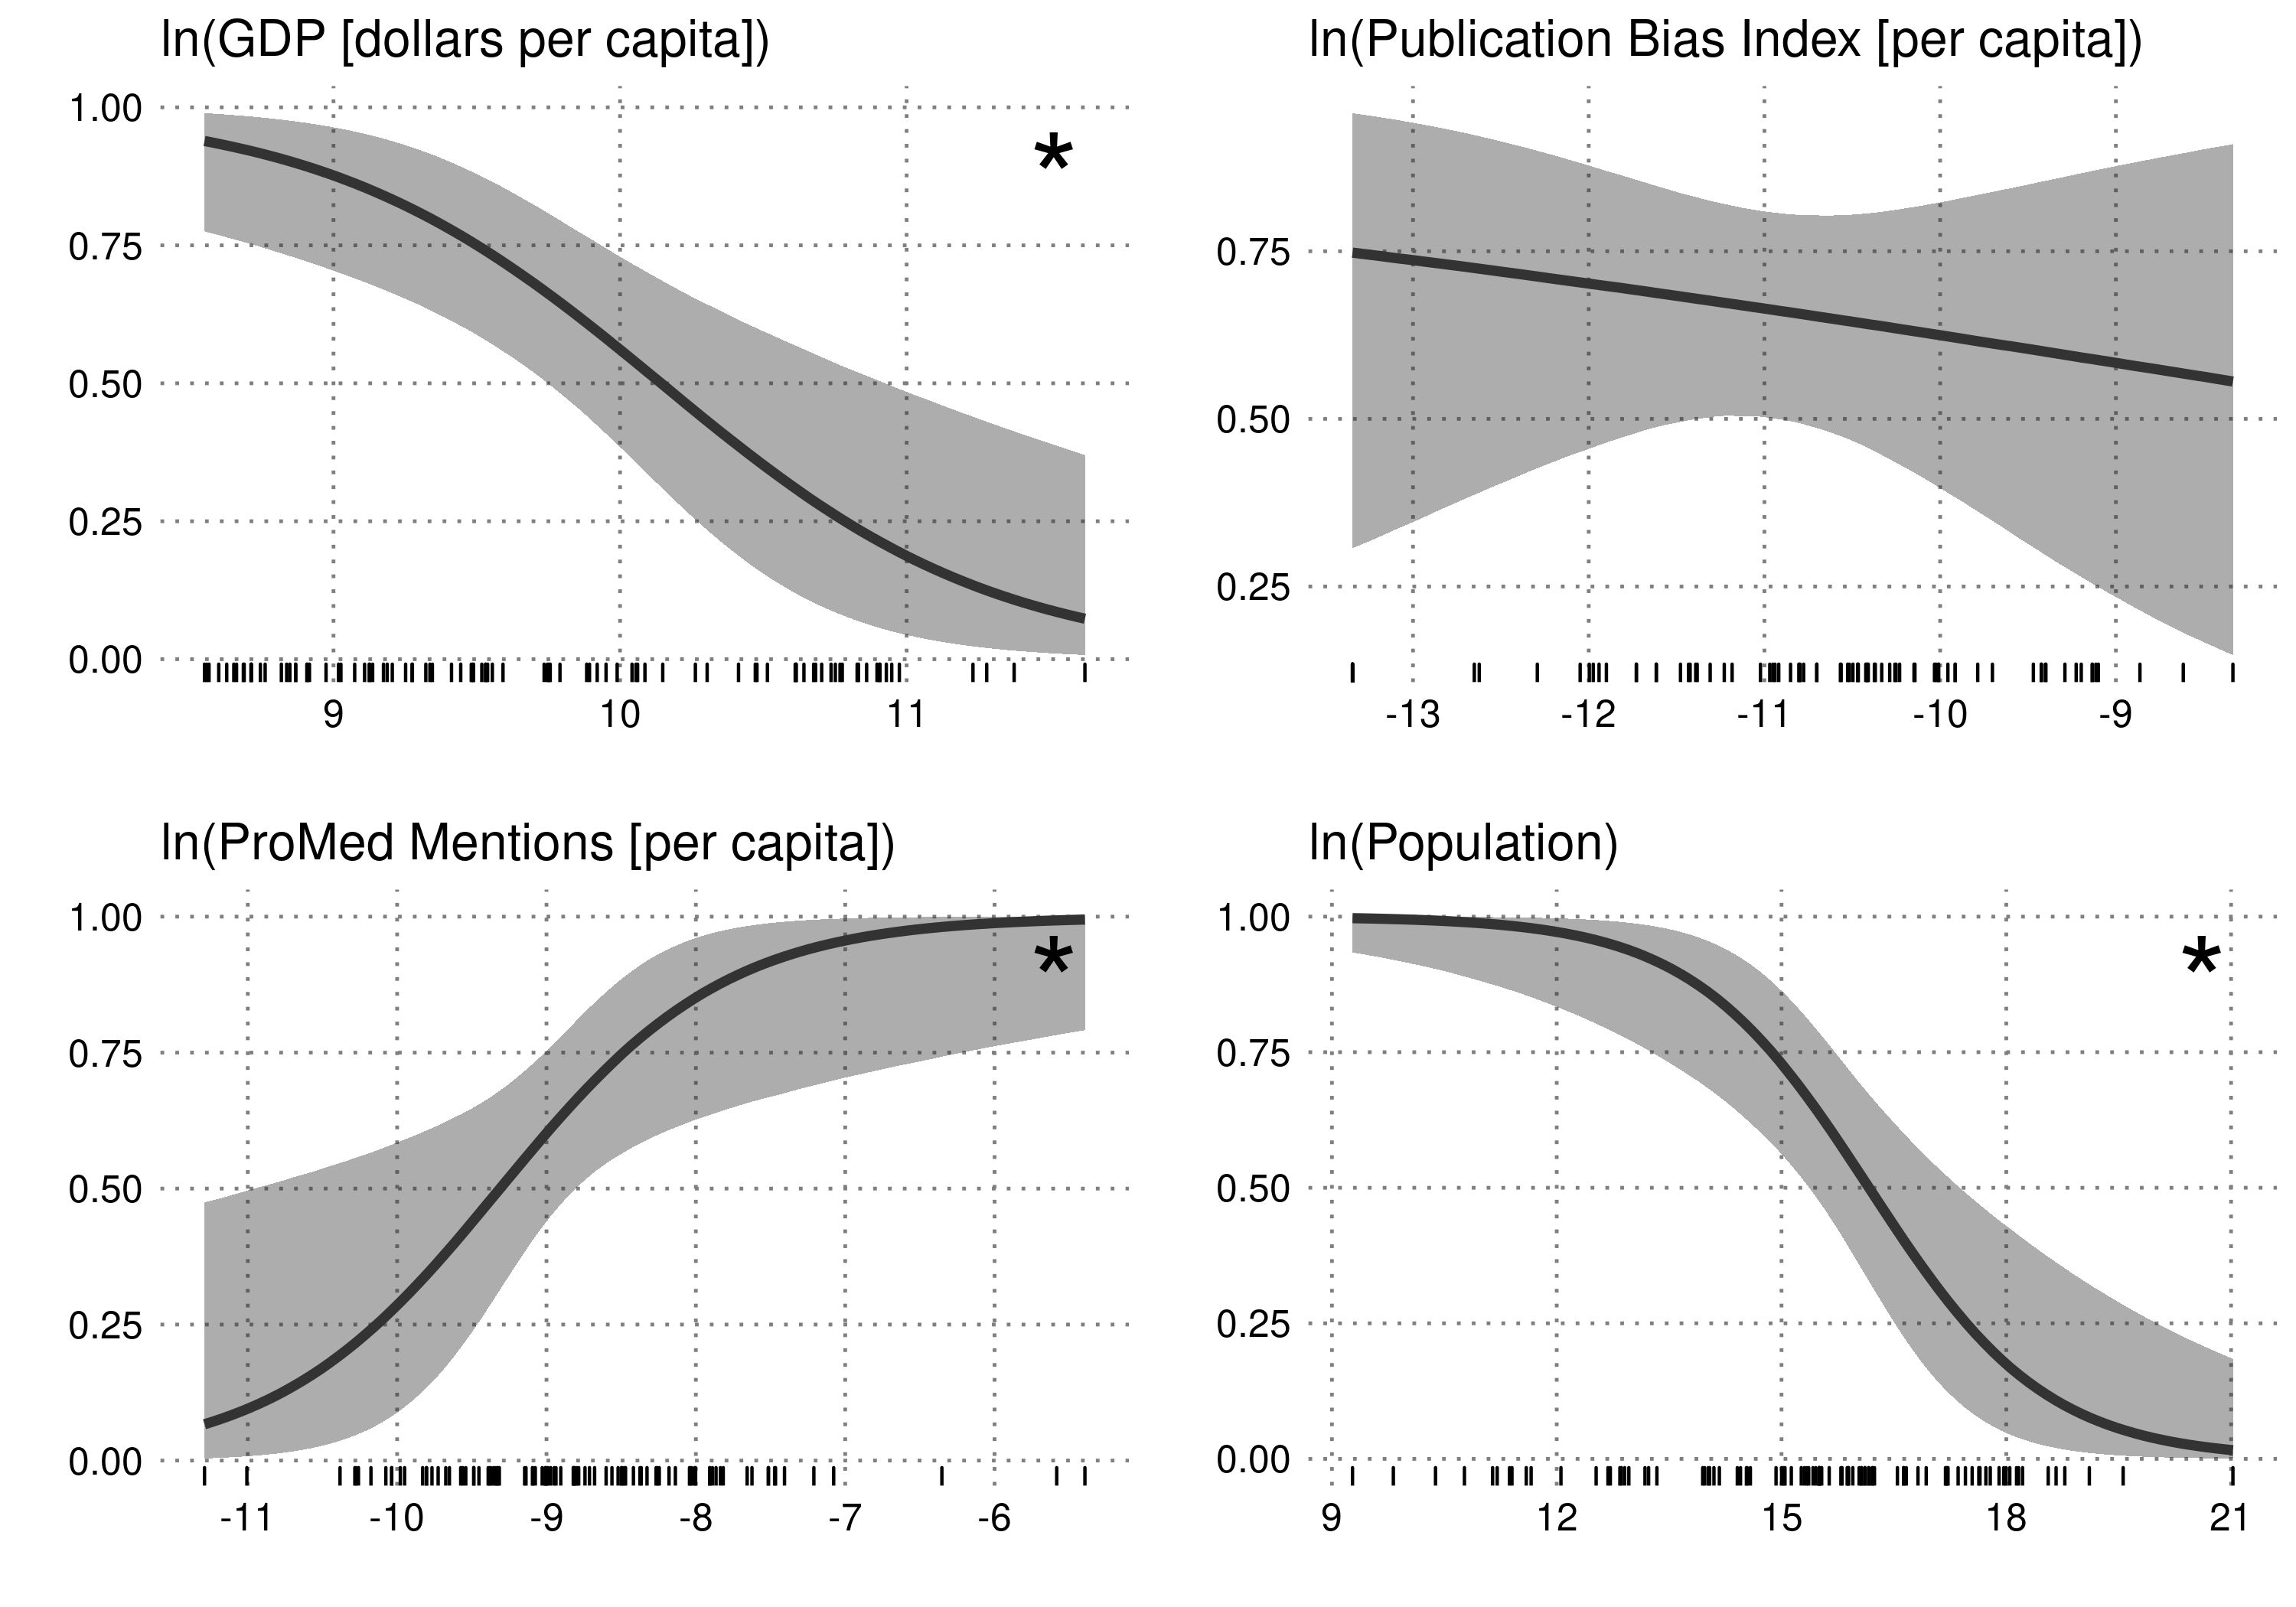 ln(GDP [dollars per capita])
1.00
0.75
0.50
0.25
0.00
*
9 10 11
ln(Publication Bias Index [per capita])
0.75
0.50
0.25
-13 -12 -11 -10 -9
ln(ProMed Mentions [per capita])
1.00
0.75
0.50
0.25
0.00
*
-11 -10 -9 -8 -7 -6
ln(Population)
1.00
0.75
0.50
0.25
0.00
*
9 12 15 18 21